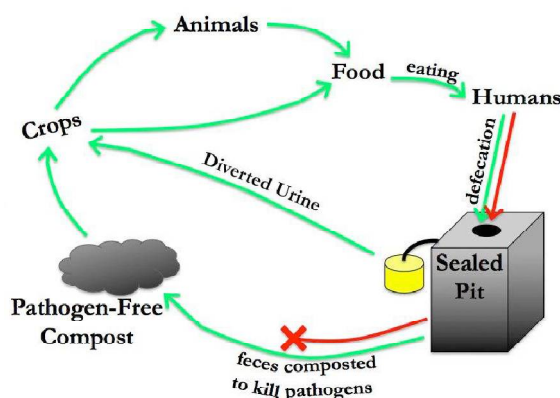 Animals
Food
eating
Humans
Crops
defecation
Diverted Urine
Sealed
Pit
Pathogen-Free
Compost
feces composted
to kill pathogens